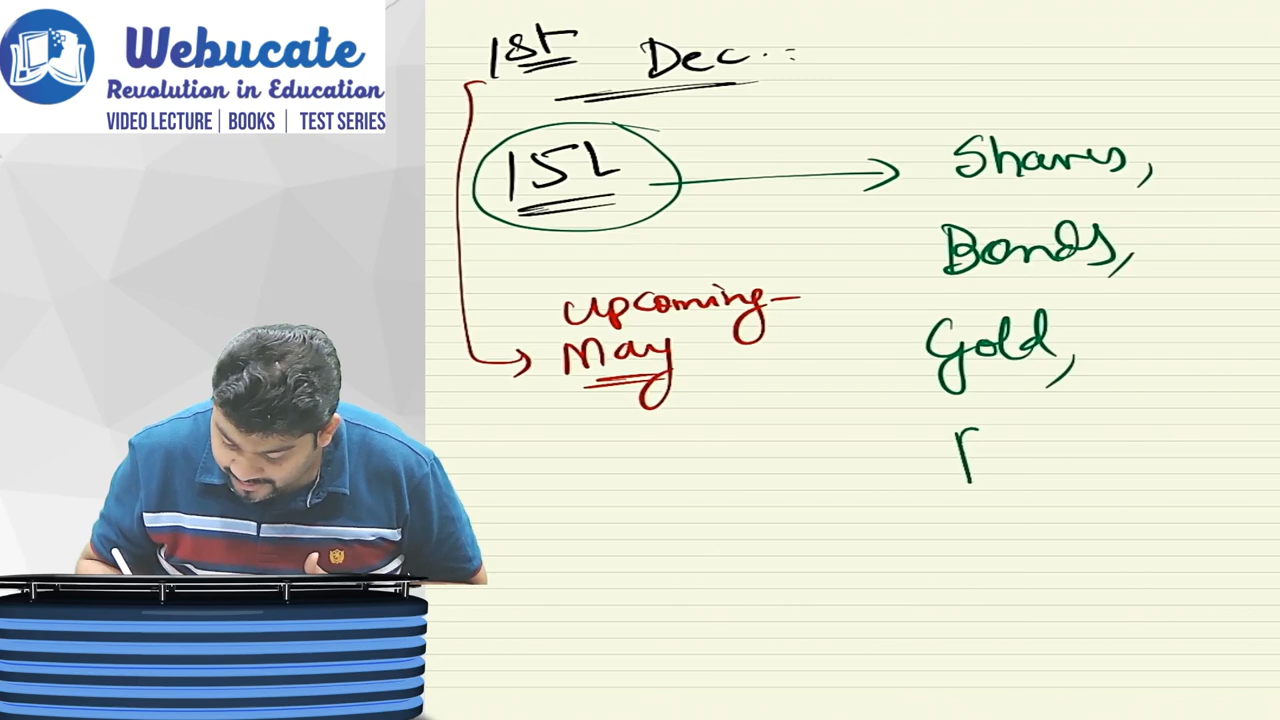 Webucate
Revolution in Education
VIDEO LECTURE | BOOKS | TEST SERIES
1st Dec..
15L
Shares,
Bonds,
Gold,
Upcoming
May